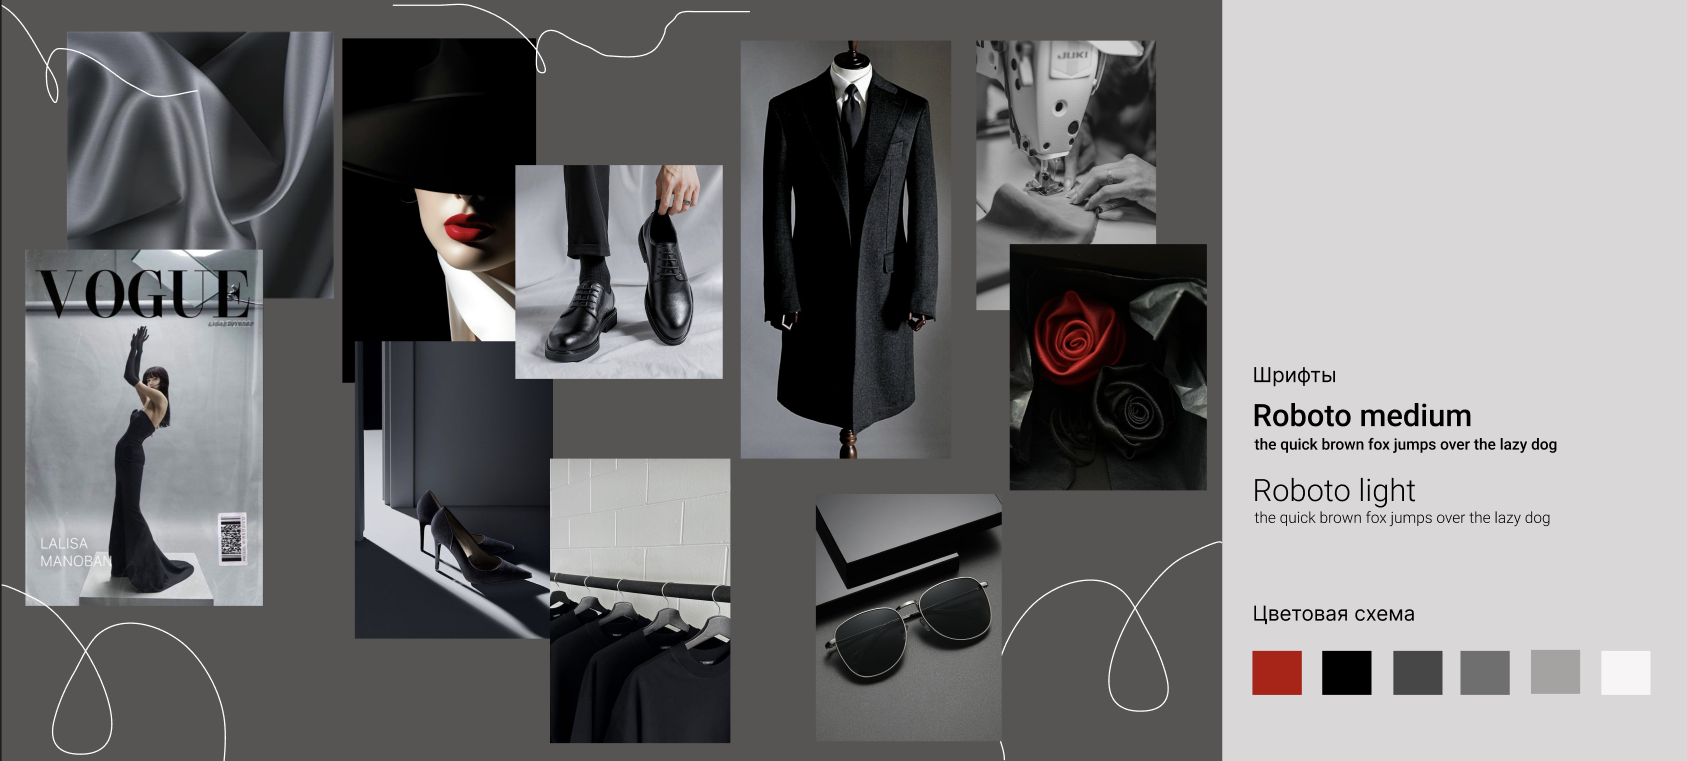 VOGUE
LALISA
MANOBAN
JUKI
Шрифты
Roboto medium
the quick brown fox jumps over the lazy dog
Roboto light
the quick brown fox jumps over the lazy dog
Цветовая схема